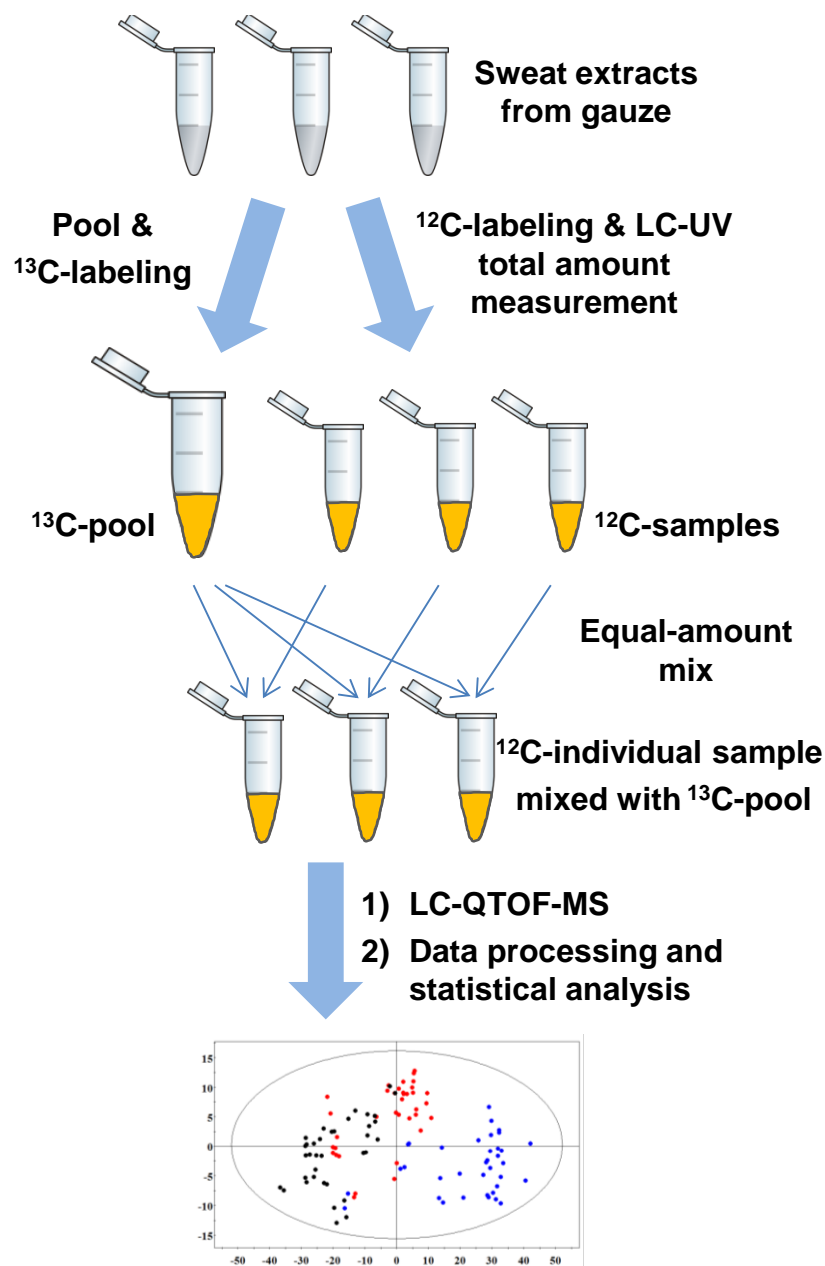 Sweat extracts
from gauze
Pool &
¹³C-labeling
¹²C-labeling & LC-UV
total amount
measurement
¹³C-pool
¹²C-samples
Equal-amount
mix
¹²C-individual sample
mixed with ¹³C-pool
1) LC-QTOF-MS
2) Data processing and
statistical analysis
15
10
5
0
-5
-10
-15
-50 -40 -30 -20 -10 0 10 20 30 40 50